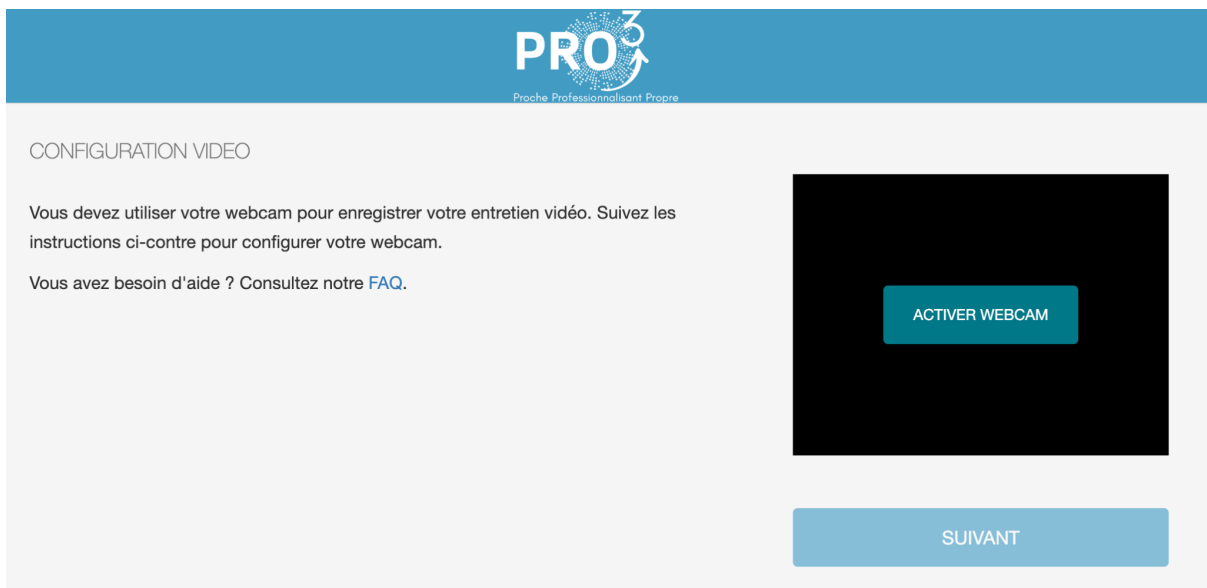 PRO3
Proche Professionnalisant Propre
CONFIGURATION VIDEO
Vous devez utiliser votre webcam pour enregistrer votre entretien vidéo. Suivez les
instructions ci-contre pour configurer votre webcam.
Vous avez besoin d'aide ? Consultez notre FAQ.
ACTIVER WEBCAM
SUIVANT